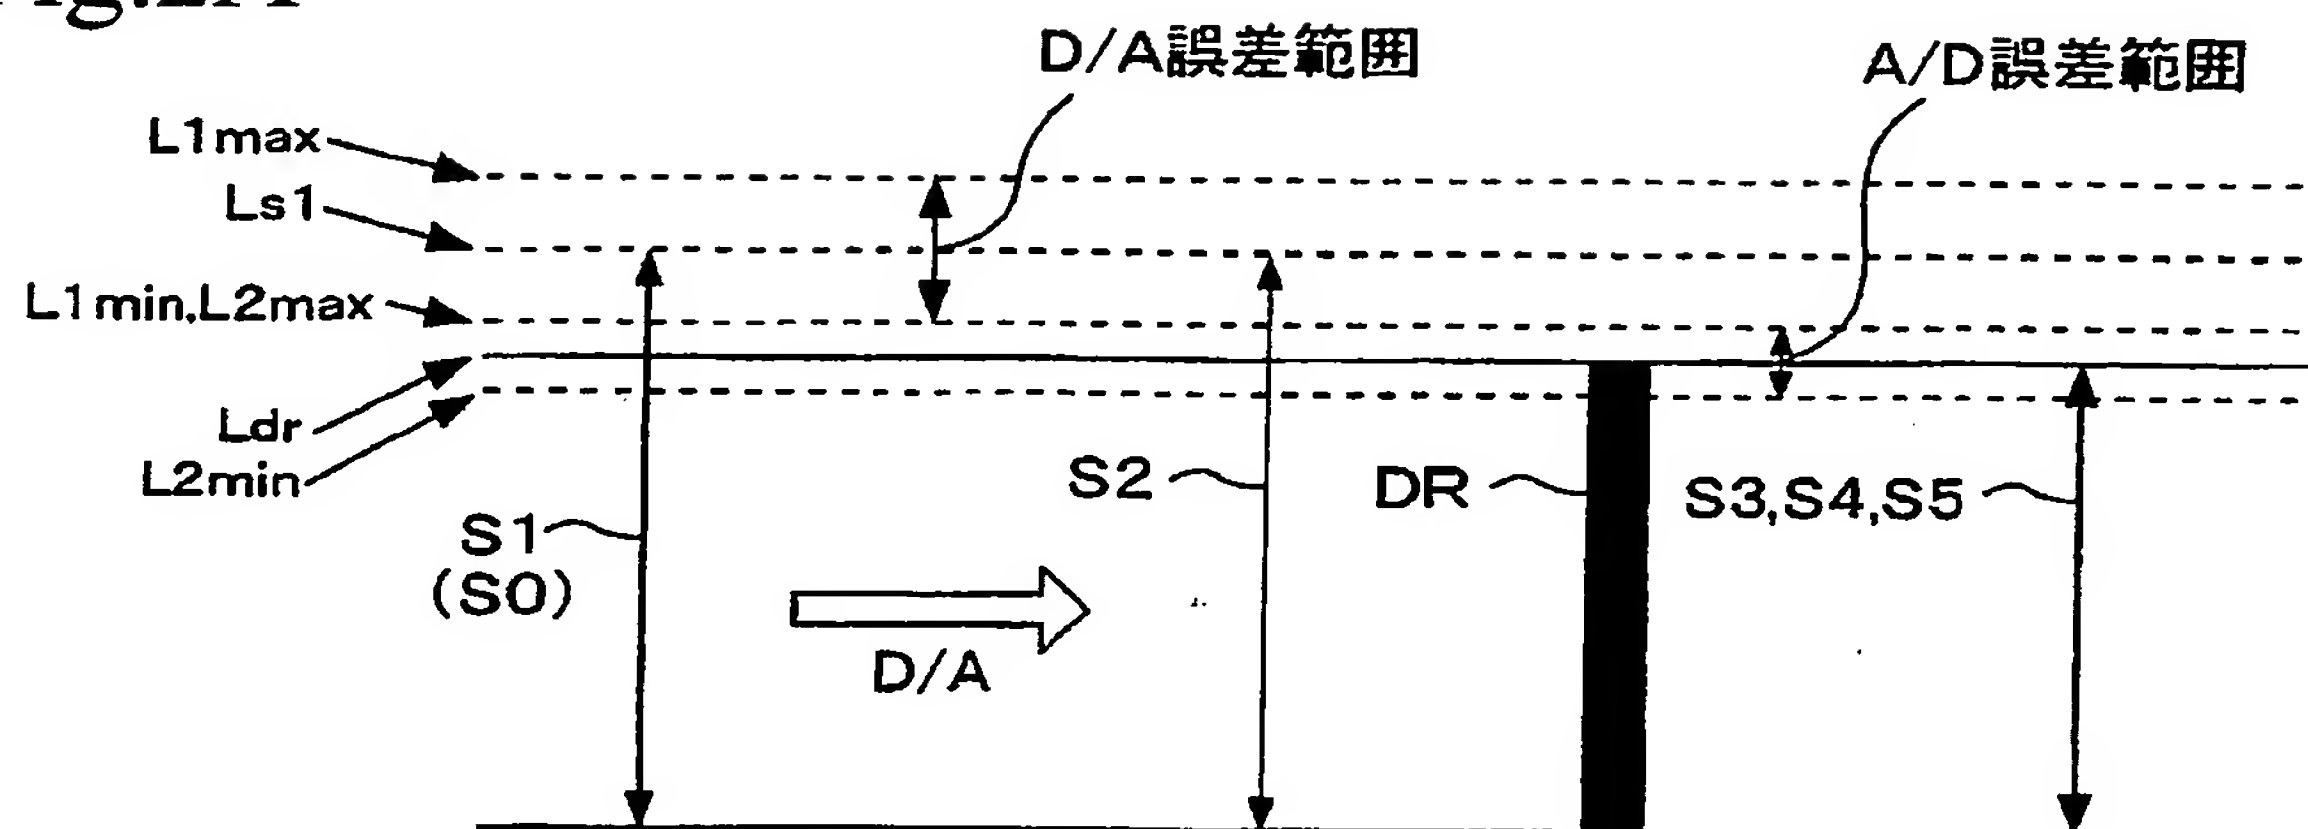 D/A誤差範囲
A/D誤差範囲
L1max
Ls1
L1min,L2max
Ldr
L2min
S1
(S0)
S2
DR
S3,S4,S5
D/A